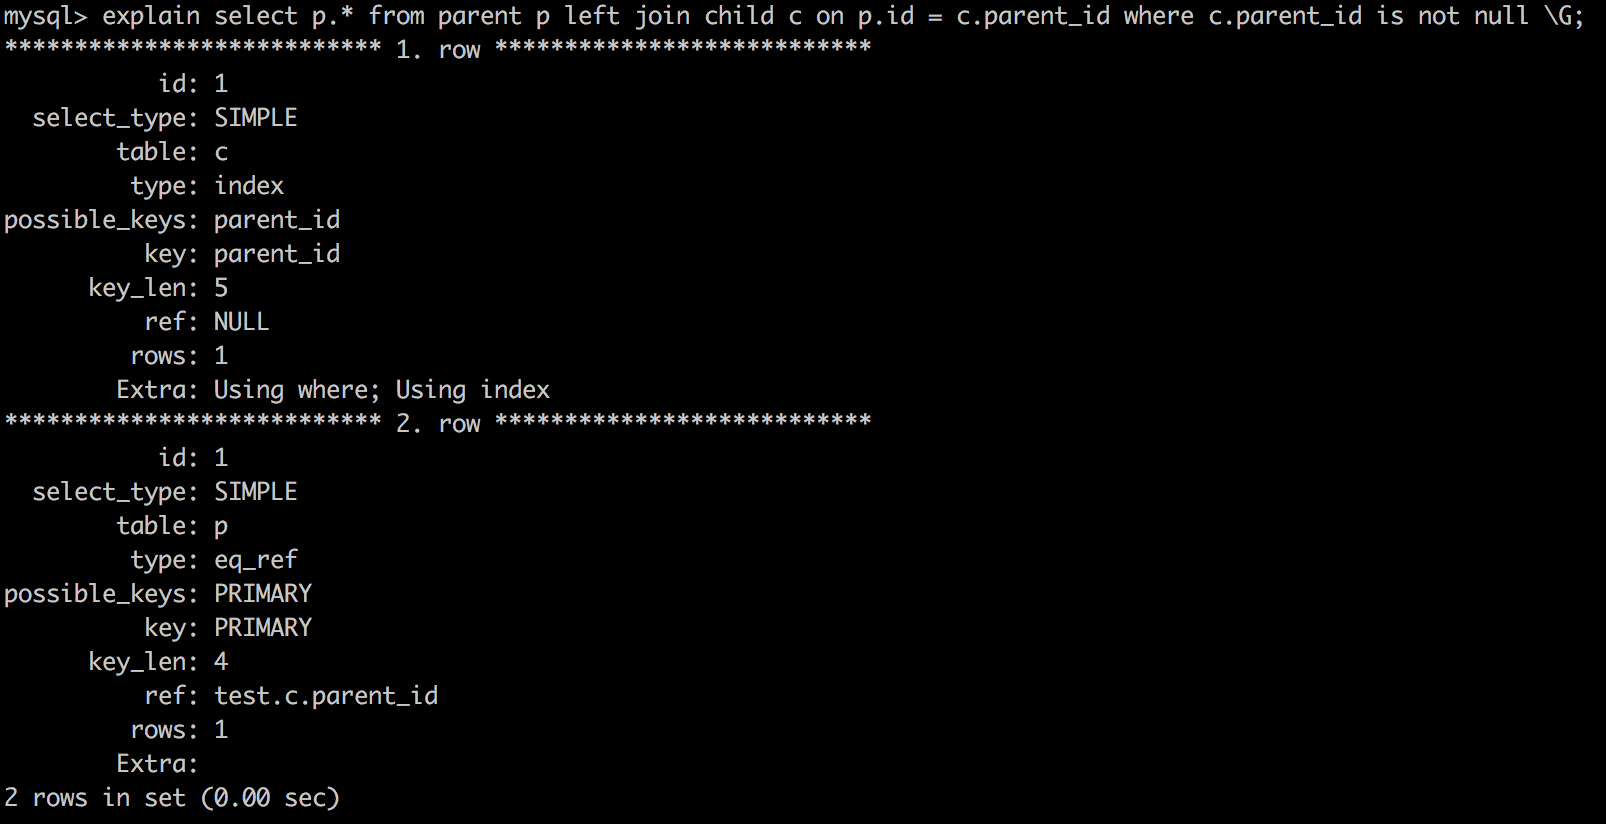 mysql> explain select p.* from parent p left join child c on p.id = c.parent_id where c.parent_id is not null \G;
*************************** 1. row ***************************
           id: 1
  select_type: SIMPLE
        table: c
         type: index
possible_keys: parent_id
          key: parent_id
      key_len: 5
          ref: NULL
         rows: 1
        Extra: Using where; Using index
*************************** 2. row ***************************
           id: 1
  select_type: SIMPLE
        table: p
         type: eq_ref
possible_keys: PRIMARY
          key: PRIMARY
      key_len: 4
          ref: test.c.parent_id
         rows: 1
        Extra:
2 rows in set (0.00 sec)